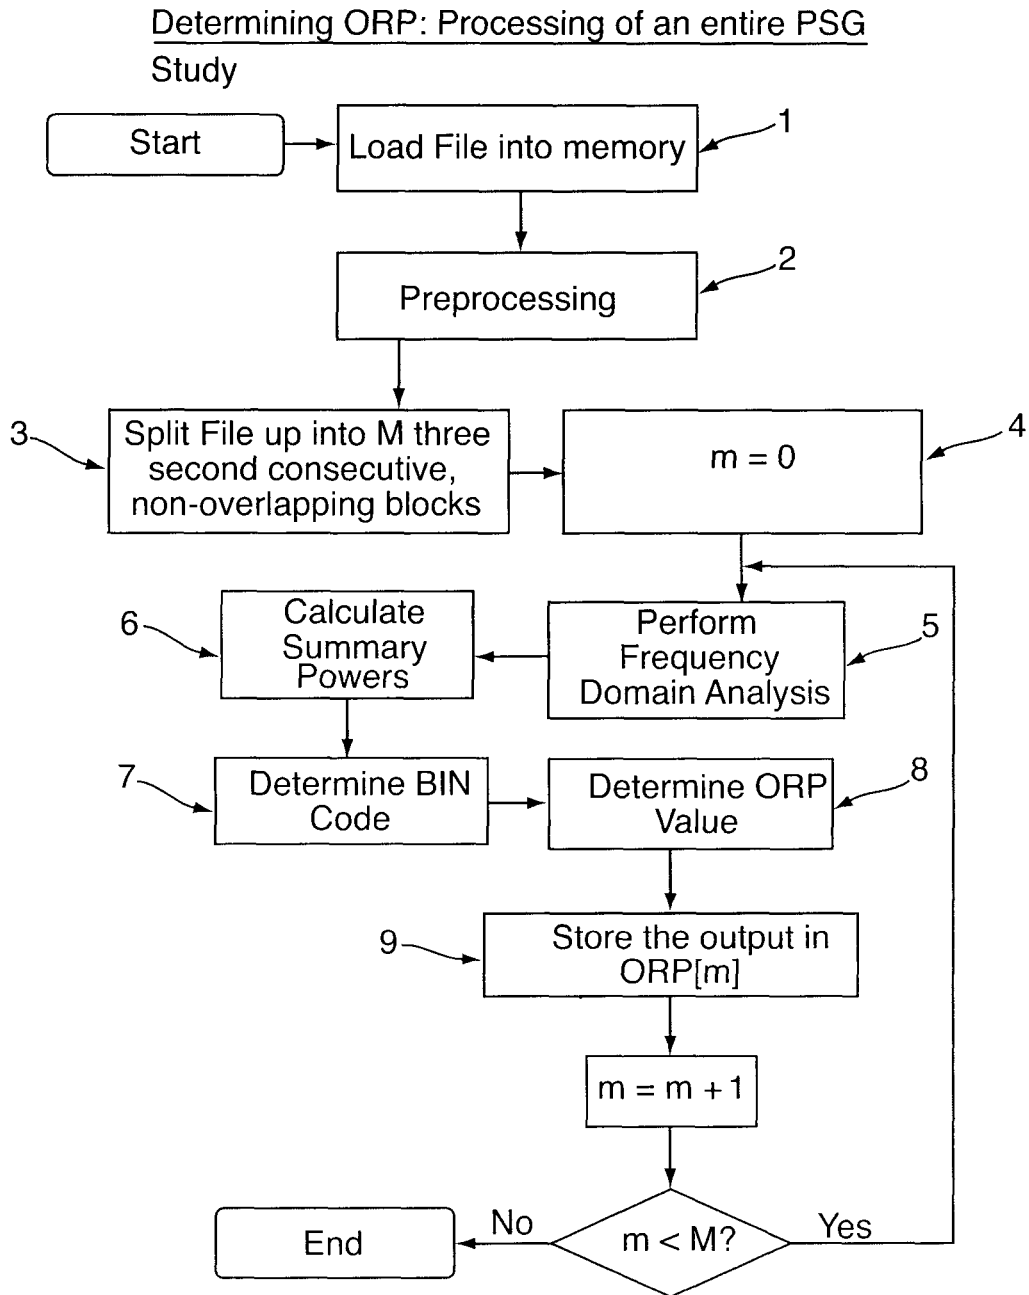 Determining ORP: Processing of an entire PSG
Study
Start
Load File into memory
1
Preprocessing
2
3
Split File up into M three
second consecutive,
non-overlapping blocks
m = 0
4
6
Calculate
Summary
Powers
Perform
Frequency
Domain Analysis
5
7
Determine BIN
Code
Determine ORP
Value
8
9
Store the output in
ORP[m]
m = m + 1
End
No
m < M?
Yes